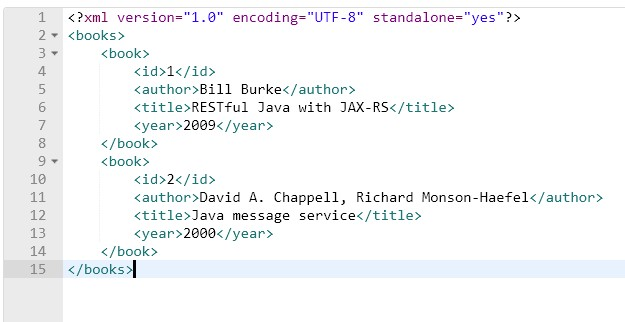 1 <?xml version="1.0" encoding="UTF-8" standalone="yes"?>
2 <books>
3 <book>
4 <id>1</id>
5 <author>Bill Burke</author>
6 <title>RESTful Java with JAX-RS</title>
7 <year>2009</year>
8 </book>
9 <book>
10 <id>2</id>
11 <author>David A. Chappell, Richard Monson-Haefel</author>
12 <title>Java message service</title>
13 <year>2000</year>
14 </book>
15 </books>